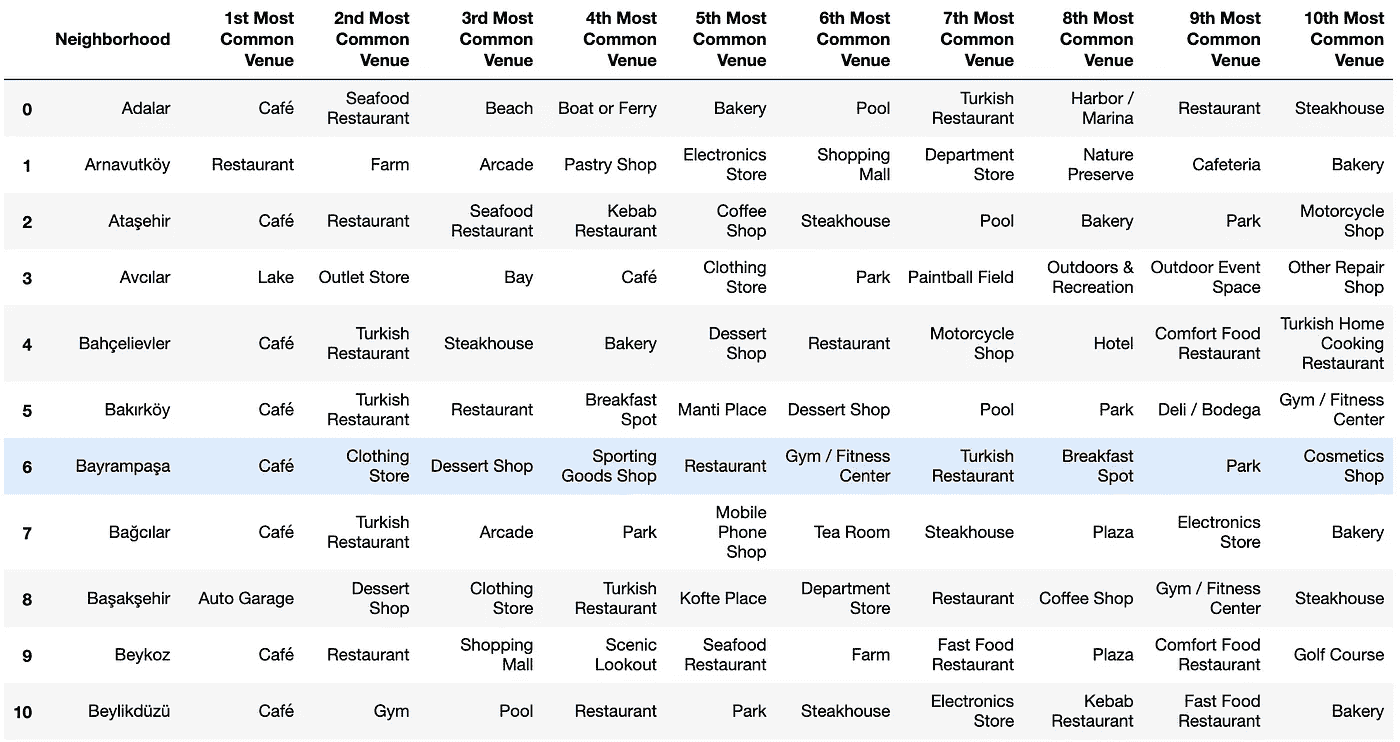 Neighborhood 1st Most Common Venue 2nd Most Common Venue 3rd Most Common Venue 4th Most Common Venue 5th Most Common Venue 6th Most Common Venue 7th Most Common Venue 8th Most Common Venue 9th Most Common Venue 10th Most Common Venue
0 Adalar Café Seafood Restaurant Beach Boat or Ferry Bakery Pool Turkish Restaurant Harbor / Marina Restaurant Steakhouse
1 Arnavutköy Restaurant Farm Arcade Pastry Shop Electronics Store Shopping Mall Department Store Nature Preserve Cafeteria Bakery
2 Ataşehir Café Restaurant Seafood Restaurant Kebab Restaurant Coffee Shop Steakhouse Pool Bakery Park Motorcycle Shop
3 Avcılar Lake Outlet Store Bay Café Clothing Store Park Paintball Field Outdoors & Recreation Outdoor Event Space Other Repair Shop
4 Bahçelievler Café Turkish Restaurant Steakhouse Bakery Dessert Shop Restaurant Motorcycle Shop Hotel Comfort Food Restaurant Turkish Home Cooking Restaurant
5 Bakırköy Café Turkish Restaurant Restaurant Breakfast Spot Manti Place Dessert Shop Pool Park Deli / Bodega Gym / Fitness Center
6 Bayrampaşa Café Clothing Store Dessert Shop Sporting Goods Shop Restaurant Gym / Fitness Center Turkish Restaurant Breakfast Spot Park Cosmetics Shop
7 Bağcılar Café Turkish Restaurant Arcade Park Mobile Phone Shop Tea Room Steakhouse Plaza Electronics Store Bakery
8 Başakşehir Auto Garage Dessert Shop Clothing Store Turkish Restaurant Kofte Place Department Store Restaurant Coffee Shop Gym / Fitness Center Steakhouse
9 Beykoz Café Restaurant Shopping Mall Scenic Lookout Seafood Restaurant Farm Fast Food Restaurant Plaza Comfort Food Restaurant Golf Course
10 Beylikdüzü Café Gym Pool Restaurant Park Steakhouse Electronics Store Kebab Restaurant Fast Food Restaurant Bakery